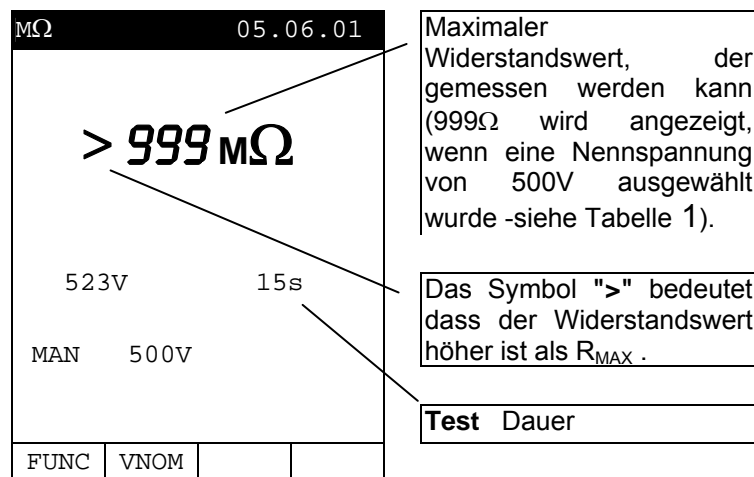 MΩ 05.06.01
> 999 MΩ
523V 15s
MAN 500V
FUNC VNOM
Maximaler
Widerstandswert, der
gemessen werden kann
(999Ω wird angezeigt,
wenn eine Nennspannung
von 500V ausgewählt
wurde -siehe Tabelle 1).
Das Symbol ">" bedeutet
dass der Widerstandswert
höher ist als RMAX .
Test Dauer